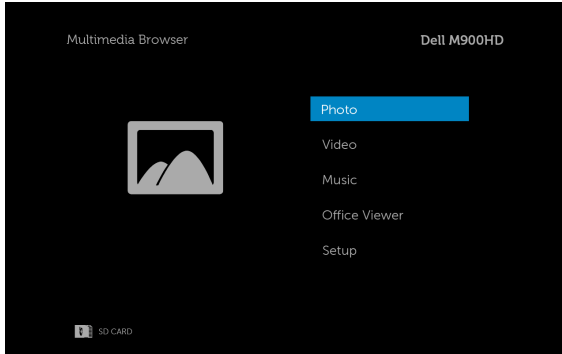 Multimedia Browser
Dell M900HD
Photo
Video
Music
Office Viewer
Setup
SD CARD